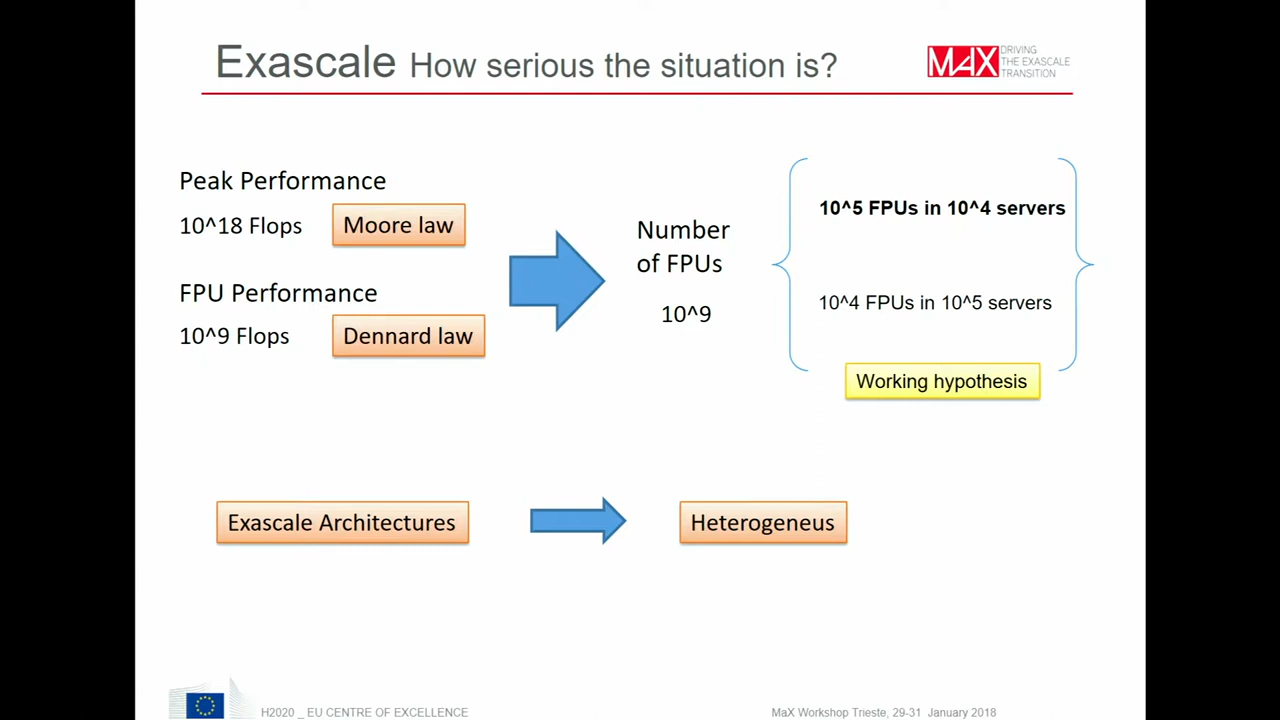 Exascale How serious the situation is?
MAX DRIVING
THE EXASCALE
TRANSITION
Peak Performance
10^18 Flops
Moore law
FPU Performance
10^9 Flops
Dennard law
Number
of FPUs
10^9
10^5 FPUs in 10^4 servers
10^4 FPUs in 10^5 servers
Working hypothesis
Exascale Architectures
Heterogeneus
H2020 _ EU CENTRE OF EXCELLENCE
MaX Workshop Trieste, 29-31 January 2018